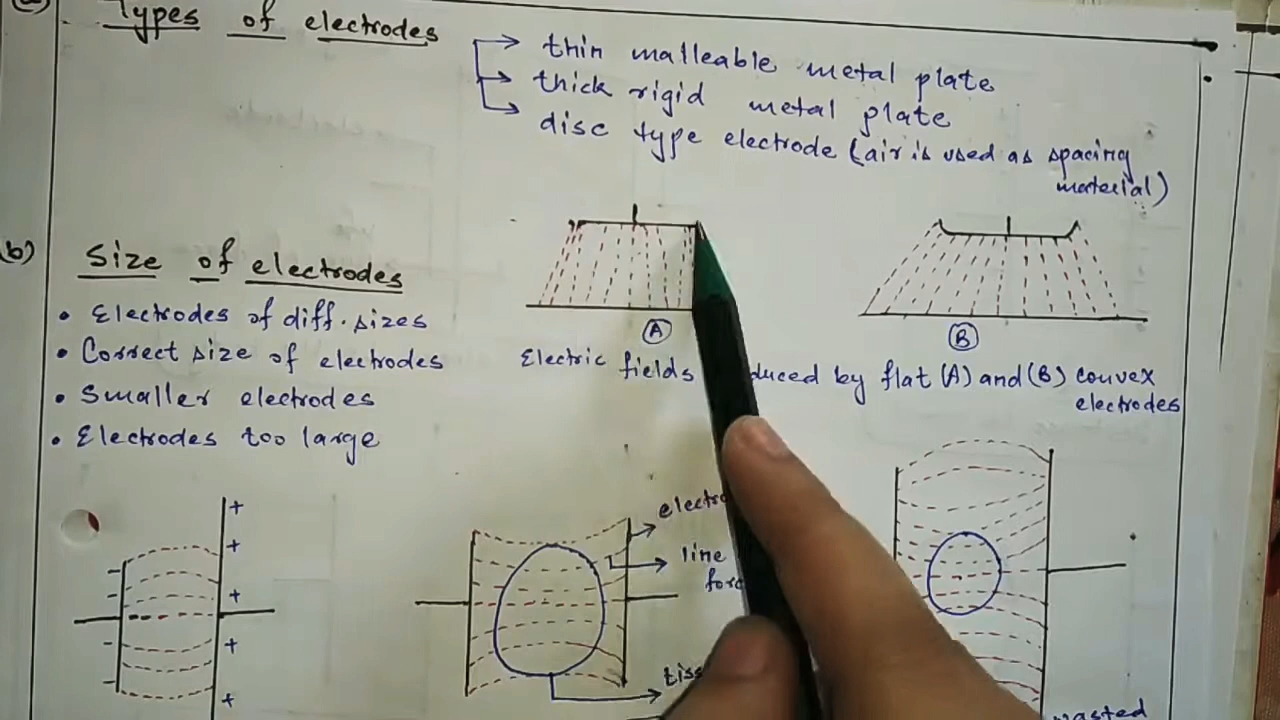 (a) Types of electrodes
thin malleable metal plate
thick rigid metal plate
disc type electrode (air is used as spacing
material)
(b) Size of electrodes
• Electrodes of diff. sizes
• Correct size of electrodes
• Smaller electrodes
• Electrodes too large
A
B
Electric fields duced by flat (A) and (B) convex
electrodes
+
+
+
+
+
-
-
-
-
-
electro
line
for
tiss
wasted